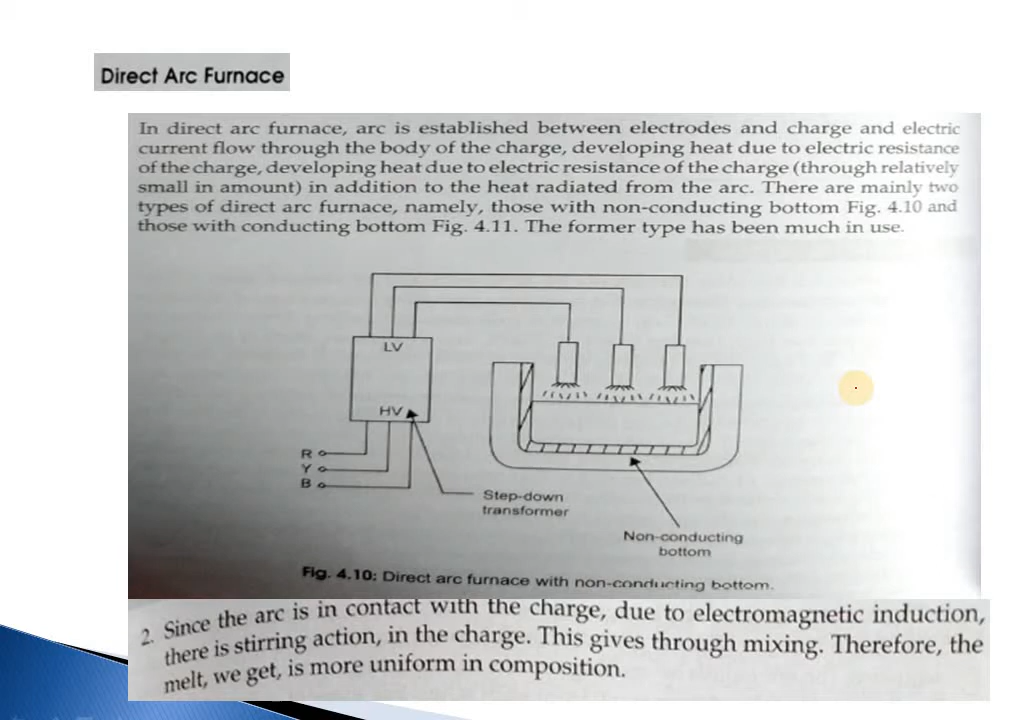 Direct Arc Furnace
In direct arc furnace, arc is established between electrodes and charge and electric
current flow through the body of the charge, developing heat due to electric resistance
of the charge, developing heat due to electric resistance of the charge (through relatively
small in amount) in addition to the heat radiated from the arc. There are mainly two
types of direct arc furnace, namely, those with non-conducting bottom Fig. 4.10 and
those with conducting bottom Fig. 4.11. The former type has been much in use.
LV
HV
R
Y
B
Step-down
transformer
Non-conducting
bottom
Fig. 4.10: Direct arc furnace with non-conducting bottom.
2. Since the arc is in contact with the charge, due to electromagnetic induction,
there is stirring action, in the charge. This gives through mixing. Therefore, the
melt, we get, is more uniform in composition.